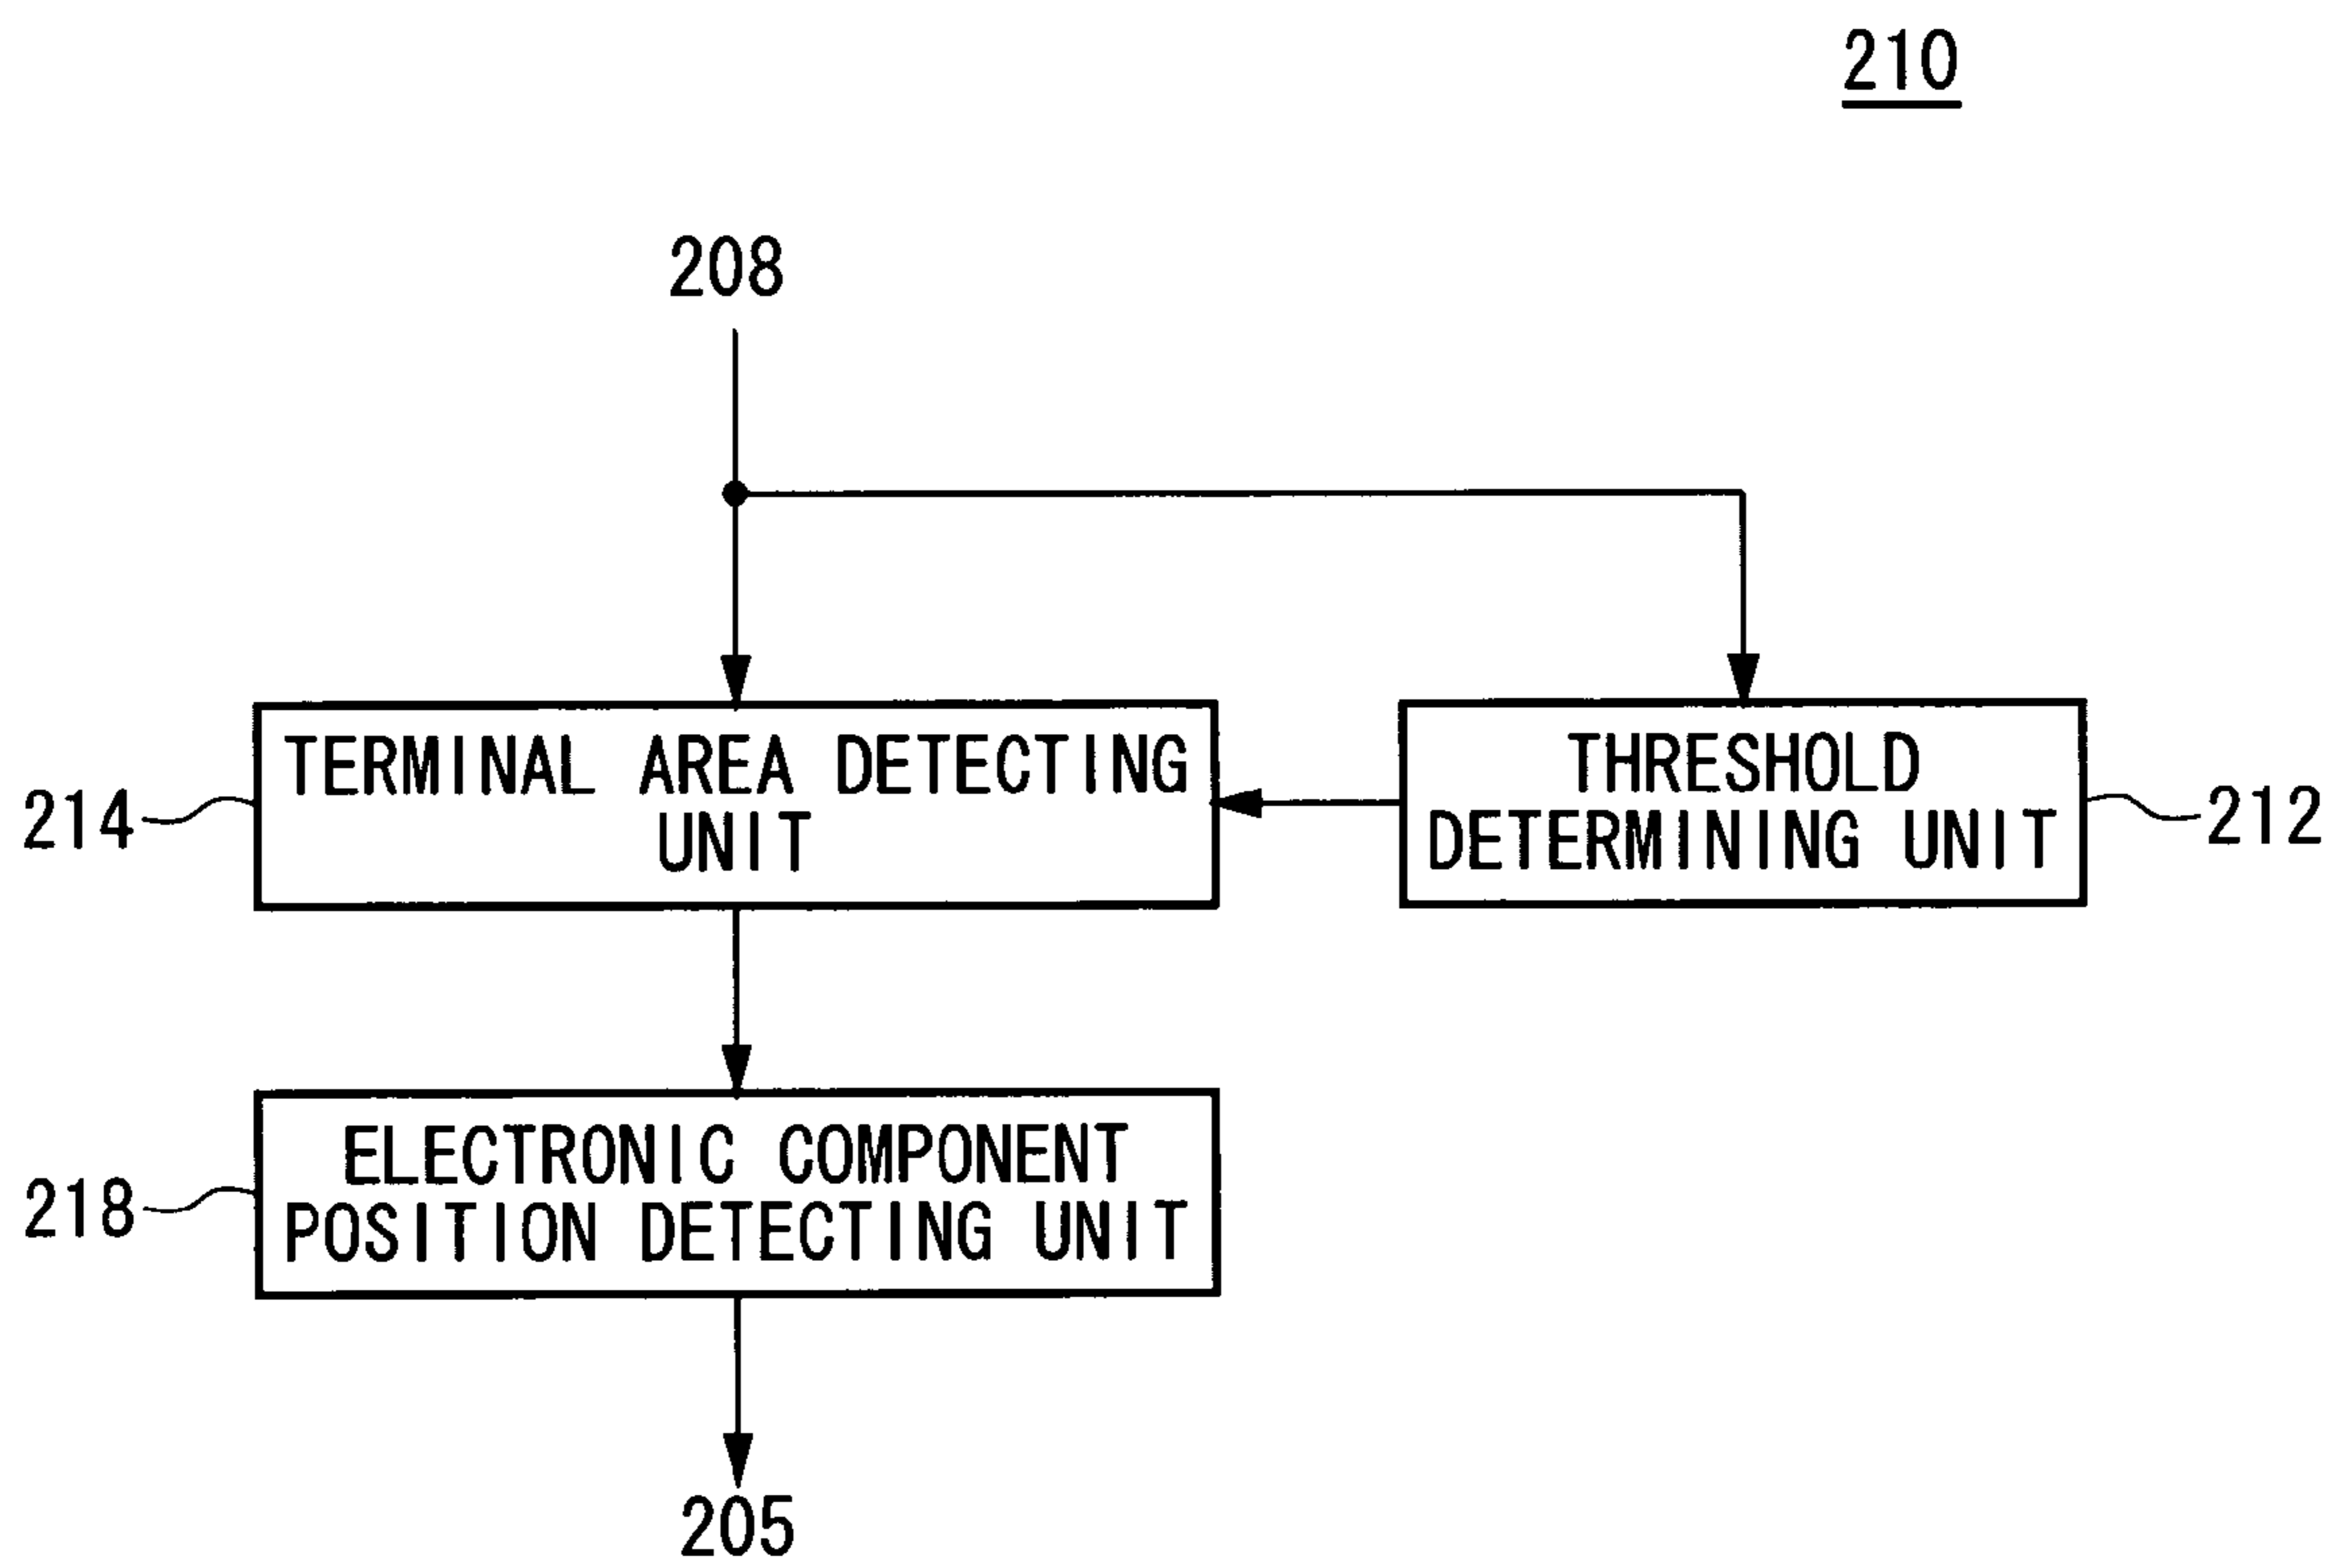 210
208
TERMINAL AREA DETECTING
UNIT
214
THRESHOLD
DETERMINING UNIT
212
ELECTRONIC COMPONENT
POSITION DETECTING UNIT
218
205